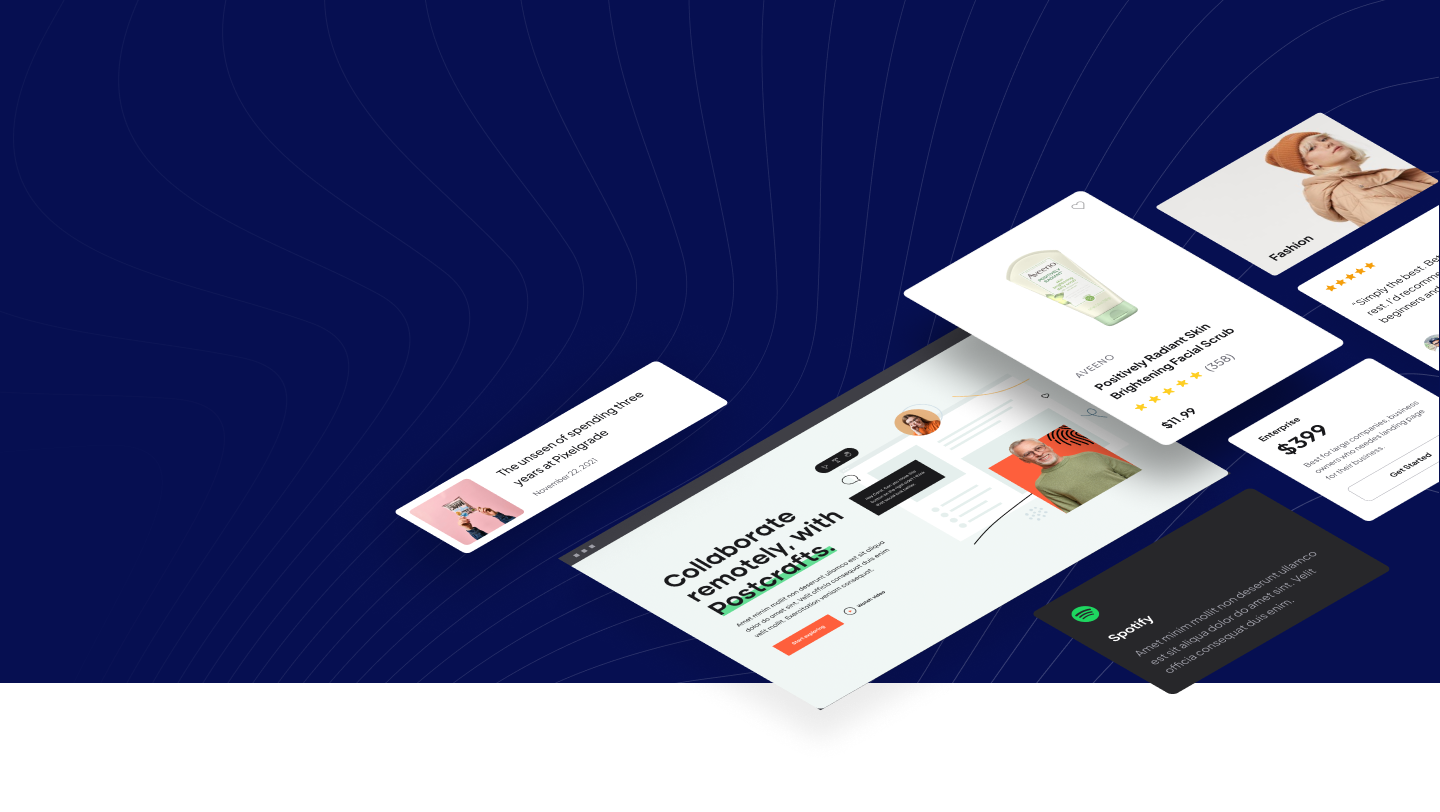 Fashion
"Simply the best. Bet
rest. I'd recomme
beginners and
Aveeno
POSITIVELY
RADIANT
AVEENO
Positively Radiant Skin
Brightening Facial Scrub
(358)
$11.99
Enterprise
$399
Best for large companies, business
owners who needes landing page
for their business
Get Started
The unseen of spending three
years at Pixelgrade
November 22, 2021
Collaborate
remotely, with
Postcrafts.
Amet minim mollit non deserunt ullamco est sit aliqua
dolor do amet sint. Velit officia consequat duis enim
velit mollit. Exercitation veniam consequat.
Start exploring
Watch video
Spotify
Amet minim mollit non deserunt ullamco
est sit aliqua dolor do amet sint. Velit
officia consequat duis enim.